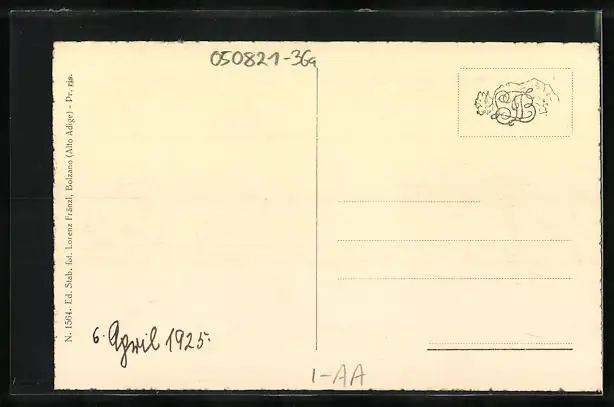 050821-36a
N. 1564. Ed. Stab. fot. Lorenz Fränzl, Bolzano (Alto Adige) - Pr. ris.
6. April 1925.
1-AA